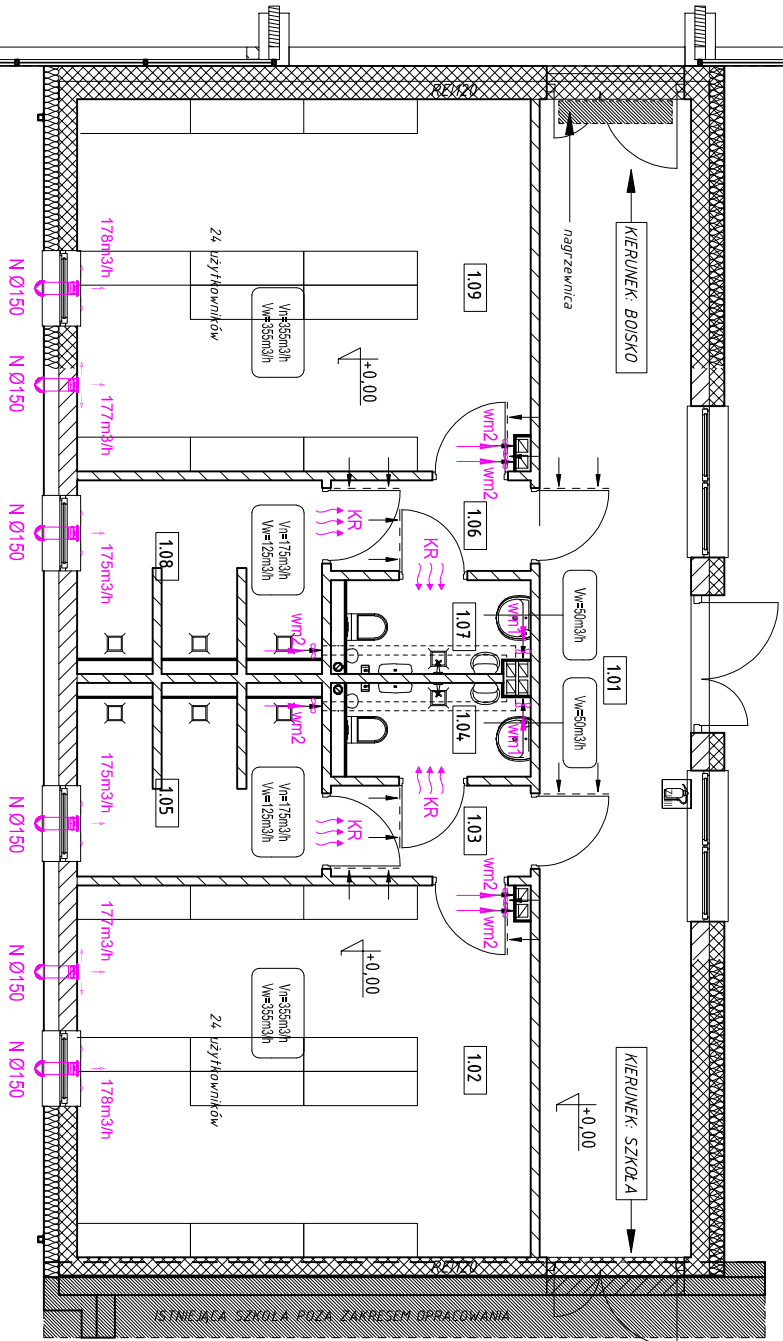 REI120
KIERUNEK: BOISKO
nagrzewnica
1.09
24 użytkowników
Vn=355m3/h
Vw=355m3/h
+0,00
178m3/h
N Ø150
177m3/h
N Ø150
wm2
wm2
1.06
KR
KR
1.08
Vn=175m3/h
Vw=125m3/h
175m3/h
N Ø150
wm2
1.07
wm1
Vw=50m3/h
1.01
Vw=50m3/h
wm1
1.04
wm2
1.05
Vn=175m3/h
Vw=125m3/h
175m3/h
N Ø150
KR
KR
1.03
wm2
wm2
177m3/h
N Ø150
+0,00
Vn=355m3/h
Vw=355m3/h
24 użytkowników
1.02
178m3/h
N Ø150
+0,00
KIERUNEK: SZKOŁA
REI120
ISTNIEJĄCA SZKOŁA POZA ZAKRESEM OPRACOWANIA